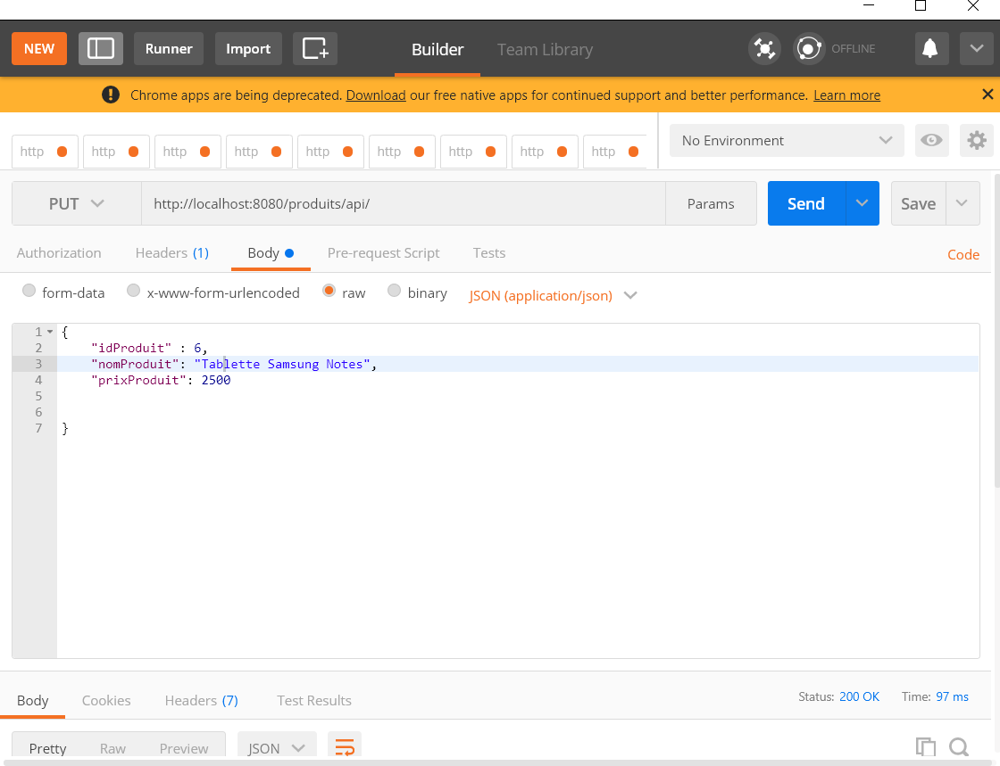 NEW Runner Import Builder Team Library OFFLINE
! Chrome apps are being deprecated. Download our free native apps for continued support and better performance. Learn more
http http http http http http http http http No Environment
PUT http://localhost:8080/produits/api/ Params Send Save
Authorization Headers (1) Body Pre-request Script Tests Code
form-data x-www-form-urlencoded raw binary JSON (application/json)
1 {
2 "idProduit" : 6,
3 "nomProduit": "Tablette Samsung Notes",
4 "prixProduit": 2500
5
6
7 }
Body Cookies Headers (7) Test Results Status: 200 OK Time: 97 ms
Pretty Raw Preview JSON